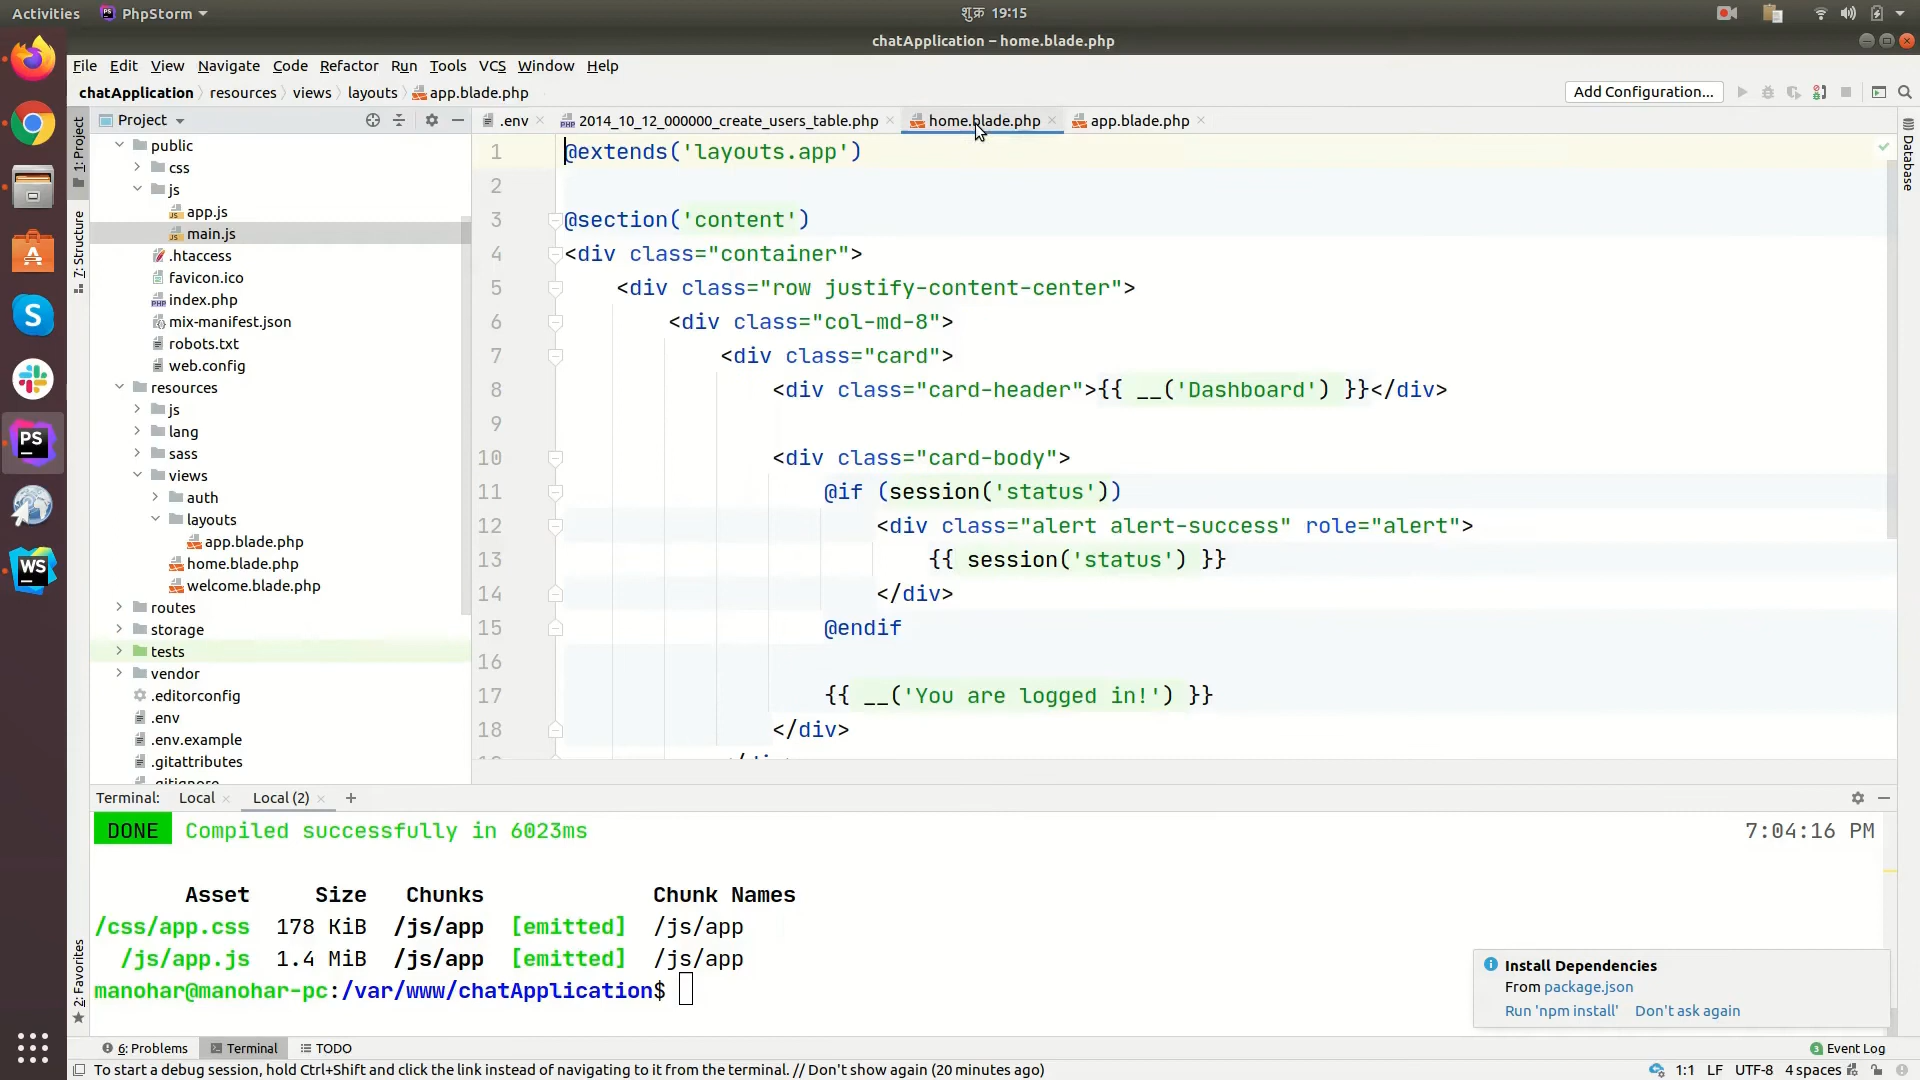 Activities PhpStorm शुक्र 19:15
chatApplication – home.blade.php
File Edit View Navigate Code Refactor Run Tools VCS Window Help
chatApplication resources views layouts app.blade.php Add Configuration...
Project .env 2014_10_12_000000_create_users_table.php home.blade.php app.blade.php
1: Project
7: Structure
2: Favorites
Database
public
css
js
app.js
main.js
.htaccess
favicon.ico
index.php
mix-manifest.json
robots.txt
web.config
resources
js
lang
sass
views
auth
layouts
app.blade.php
home.blade.php
welcome.blade.php
routes
storage
tests
vendor
.editorconfig
.env
.env.example
.gitattributes
.gitignore
1 @extends('layouts.app')
2
3 @section('content')
4 <div class="container">
5 <div class="row justify-content-center">
6 <div class="col-md-8">
7 <div class="card">
8 <div class="card-header">{{ __('Dashboard') }}</div>
9
10 <div class="card-body">
11 @if (session('status'))
12 <div class="alert alert-success" role="alert">
13 {{ session('status') }}
14 </div>
15 @endif
16
17 {{ __('You are logged in!') }}
18 </div>
Terminal: Local Local (2) +
DONE Compiled successfully in 6023ms 7:04:16 PM
Asset Size Chunks Chunk Names
/css/app.css 178 KiB /js/app [emitted] /js/app
/js/app.js 1.4 MiB /js/app [emitted] /js/app
manohar@manohar-pc:/var/www/chatApplication$
Install Dependencies
From package.json
Run 'npm install' Don't ask again
6: Problems Terminal TODO 3 Event Log
To start a debug session, hold Ctrl+Shift and click the link instead of navigating to it from the terminal. // Don't show again (20 minutes ago) 1:1 LF UTF-8 4 spaces